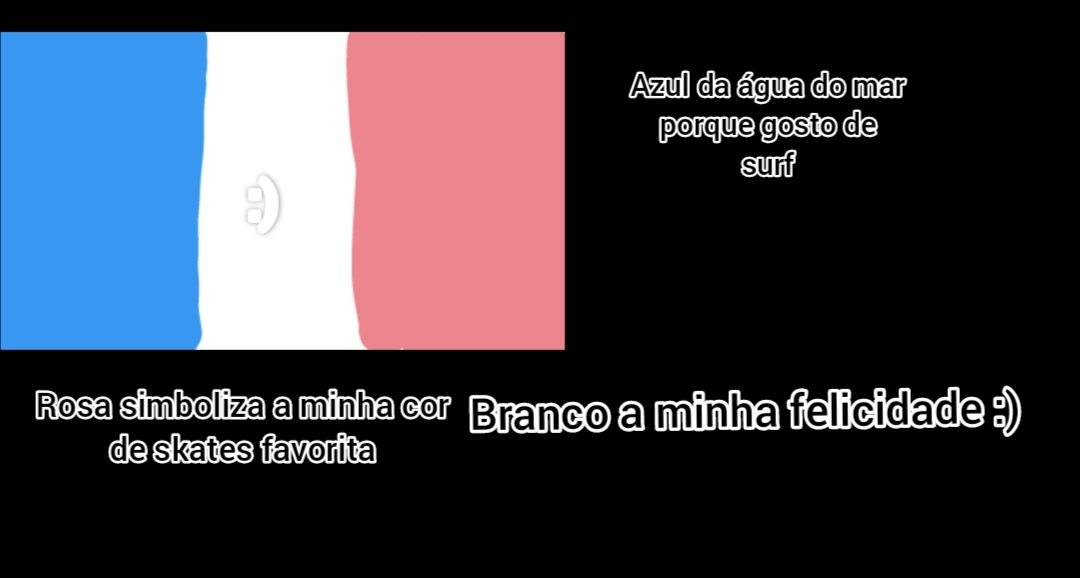 :)
Azul da água do mar
porque gosto de
surf
Rosa simboliza a minha cor
de skates favorita
Branco a minha felicidade :)